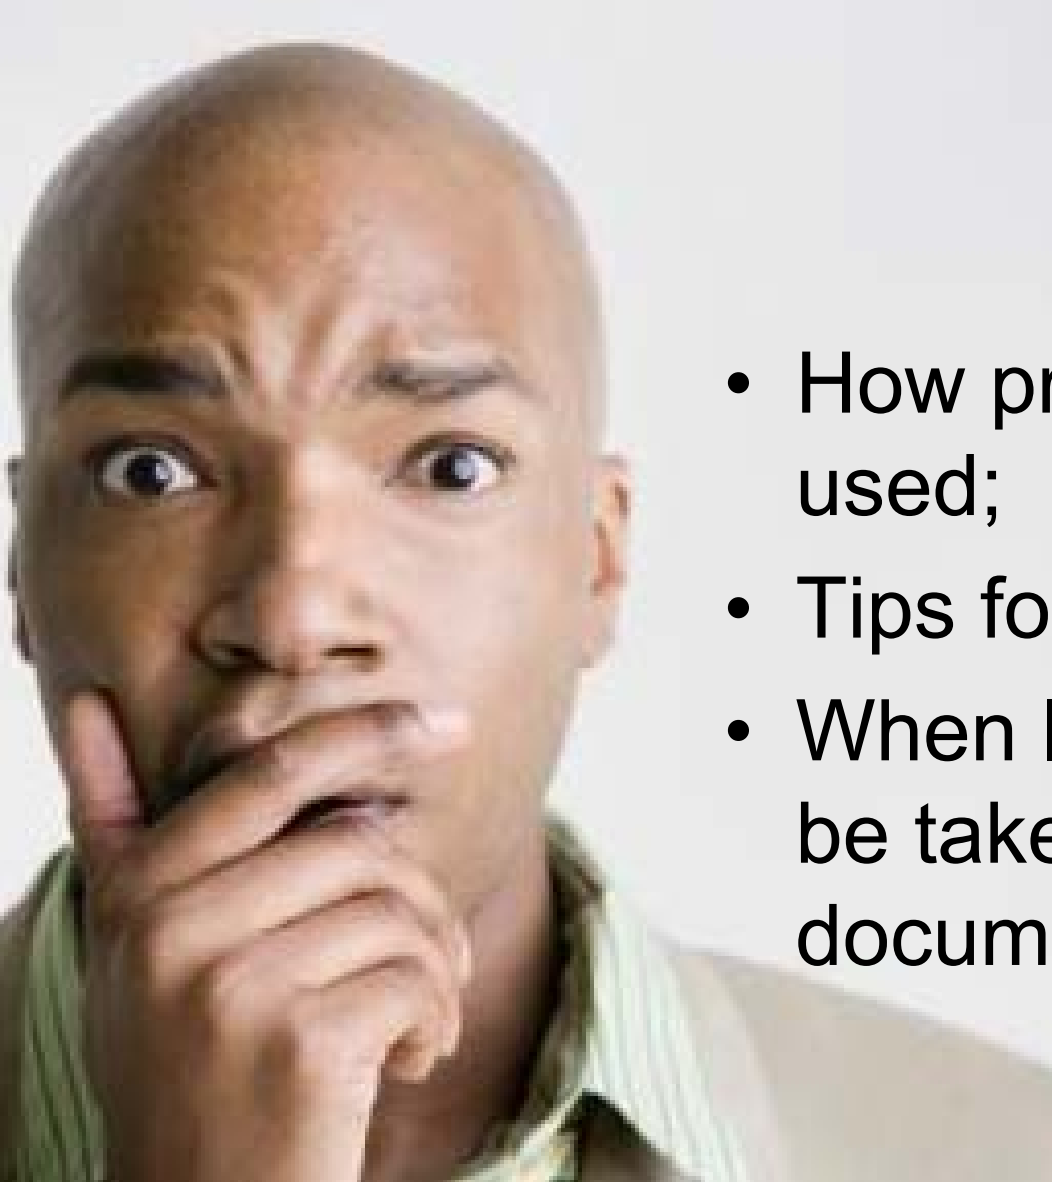 • How pr
used;
• Tips fo
• When
be take
docum